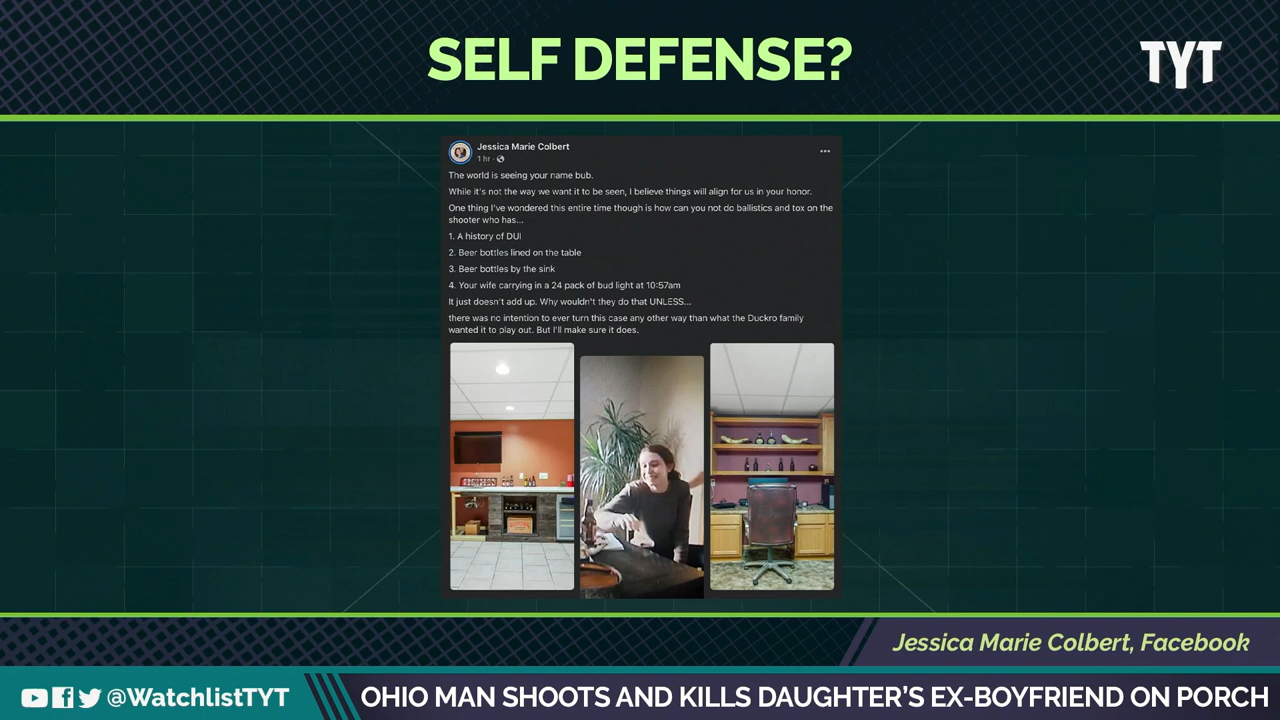 SELF DEFENSE?
TYT
Jessica Marie Colbert
1 hr ·
The world is seeing your name bub.
While it's not the way we want it to be seen, I believe things will align for us in your honor.
One thing I've wondered this entire time though is how can you not do ballistics and tox on the
shooter who has...
1. A history of DUI
2. Beer bottles lined on the table
3. Beer bottles by the sink
4. Your wife carrying in a 24 pack of bud light at 10:57am
It just doesn't add up. Why wouldn't they do that UNLESS...
there was no intention to ever turn this case any other way than what the Duckro family
wanted it to play out. But I'll make sure it does.
Jessica Marie Colbert, Facebook
@WatchlistTYT
OHIO MAN SHOOTS AND KILLS DAUGHTER'S EX-BOYFRIEND ON PORCH